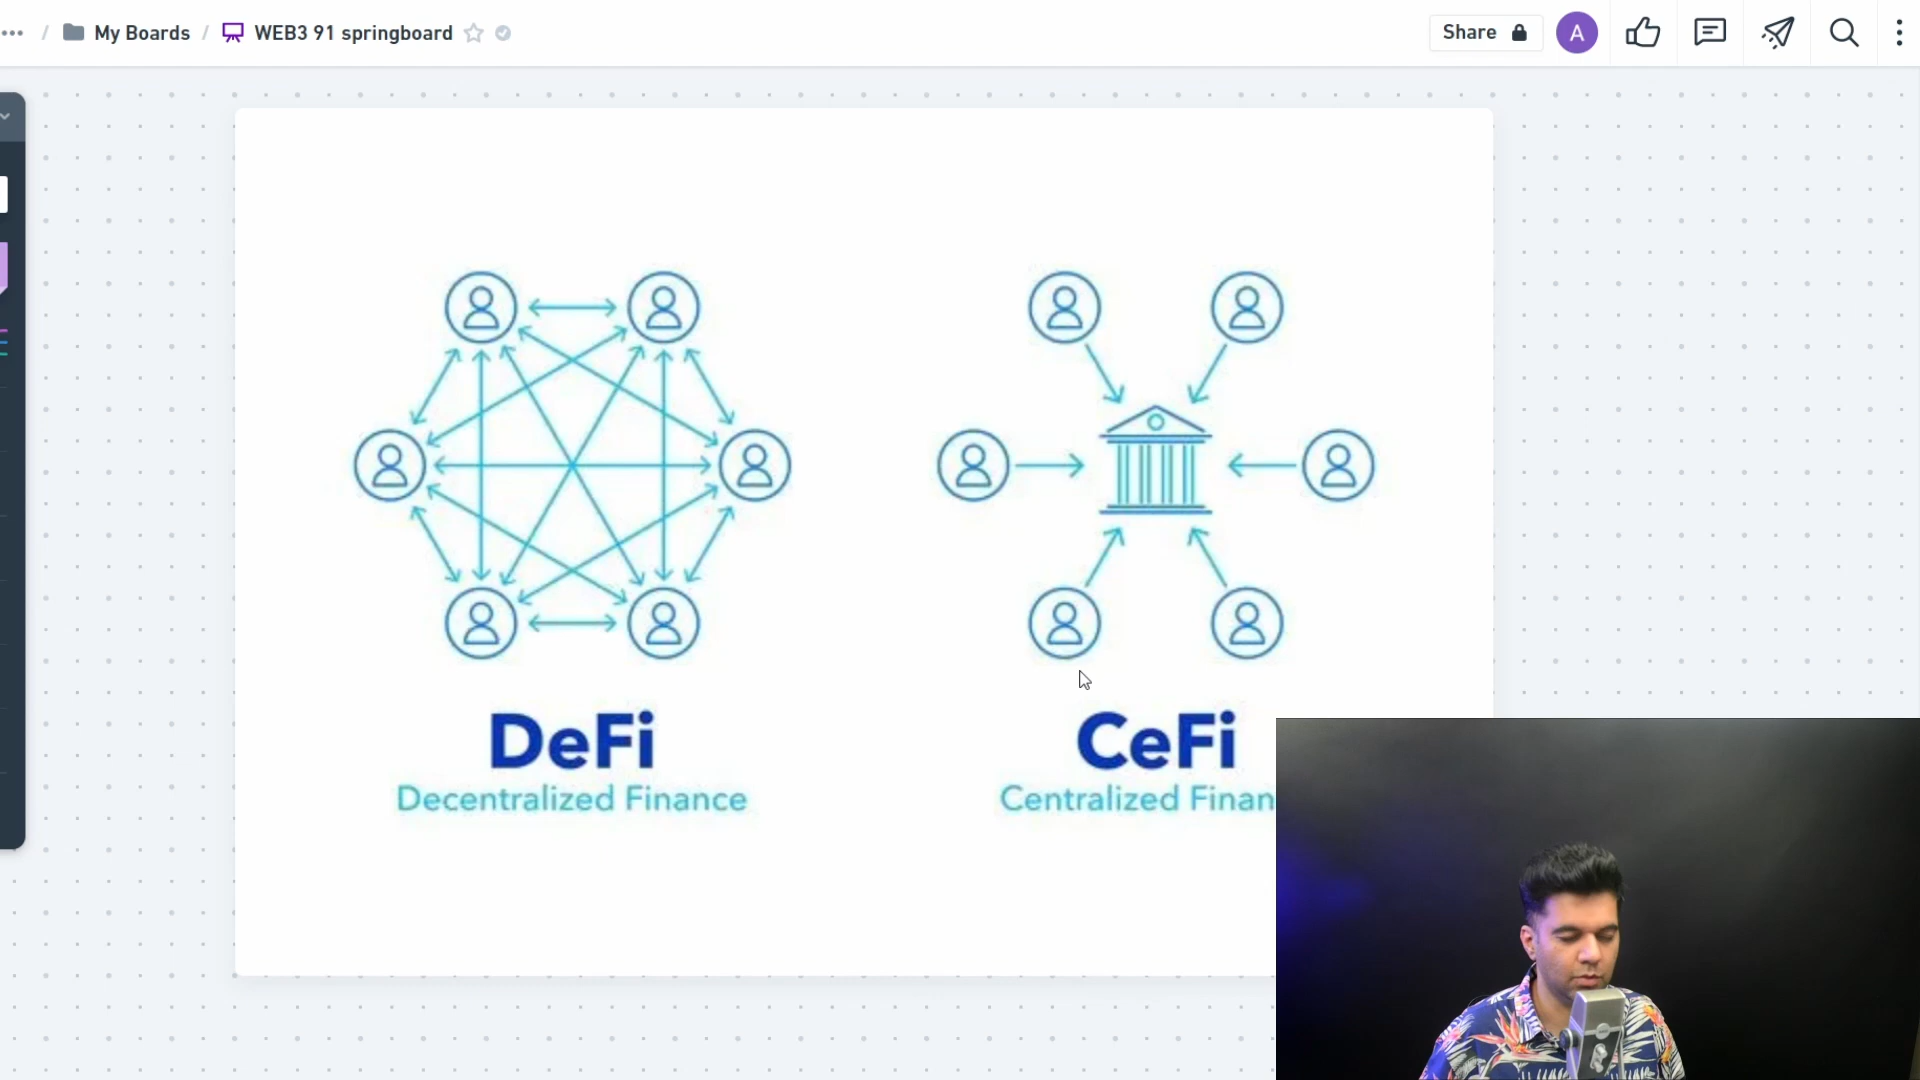 ... / My Boards / WEB3 91 springboard
Share
A
DeFi
Decentralized Finance
CeFi
Centralized Finan